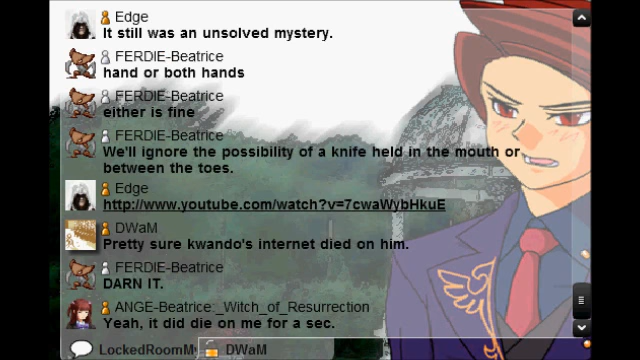 Edge
It still was an unsolved mystery.
FERDIE-Beatrice
hand or both hands
FERDIE-Beatrice
either is fine
FERDIE-Beatrice
We'll ignore the possibility of a knife held in the mouth or
between the toes.
Edge
http://www.youtube.com/watch?v=7cwaWybHkuE
DWaM
Pretty sure kwando's internet died on him.
FERDIE-Beatrice
DARN IT.
ANGE-Beatrice:_Witch_of_Resurrection
Yeah, it did die on me for a sec.
LockedRoomMy DWaM